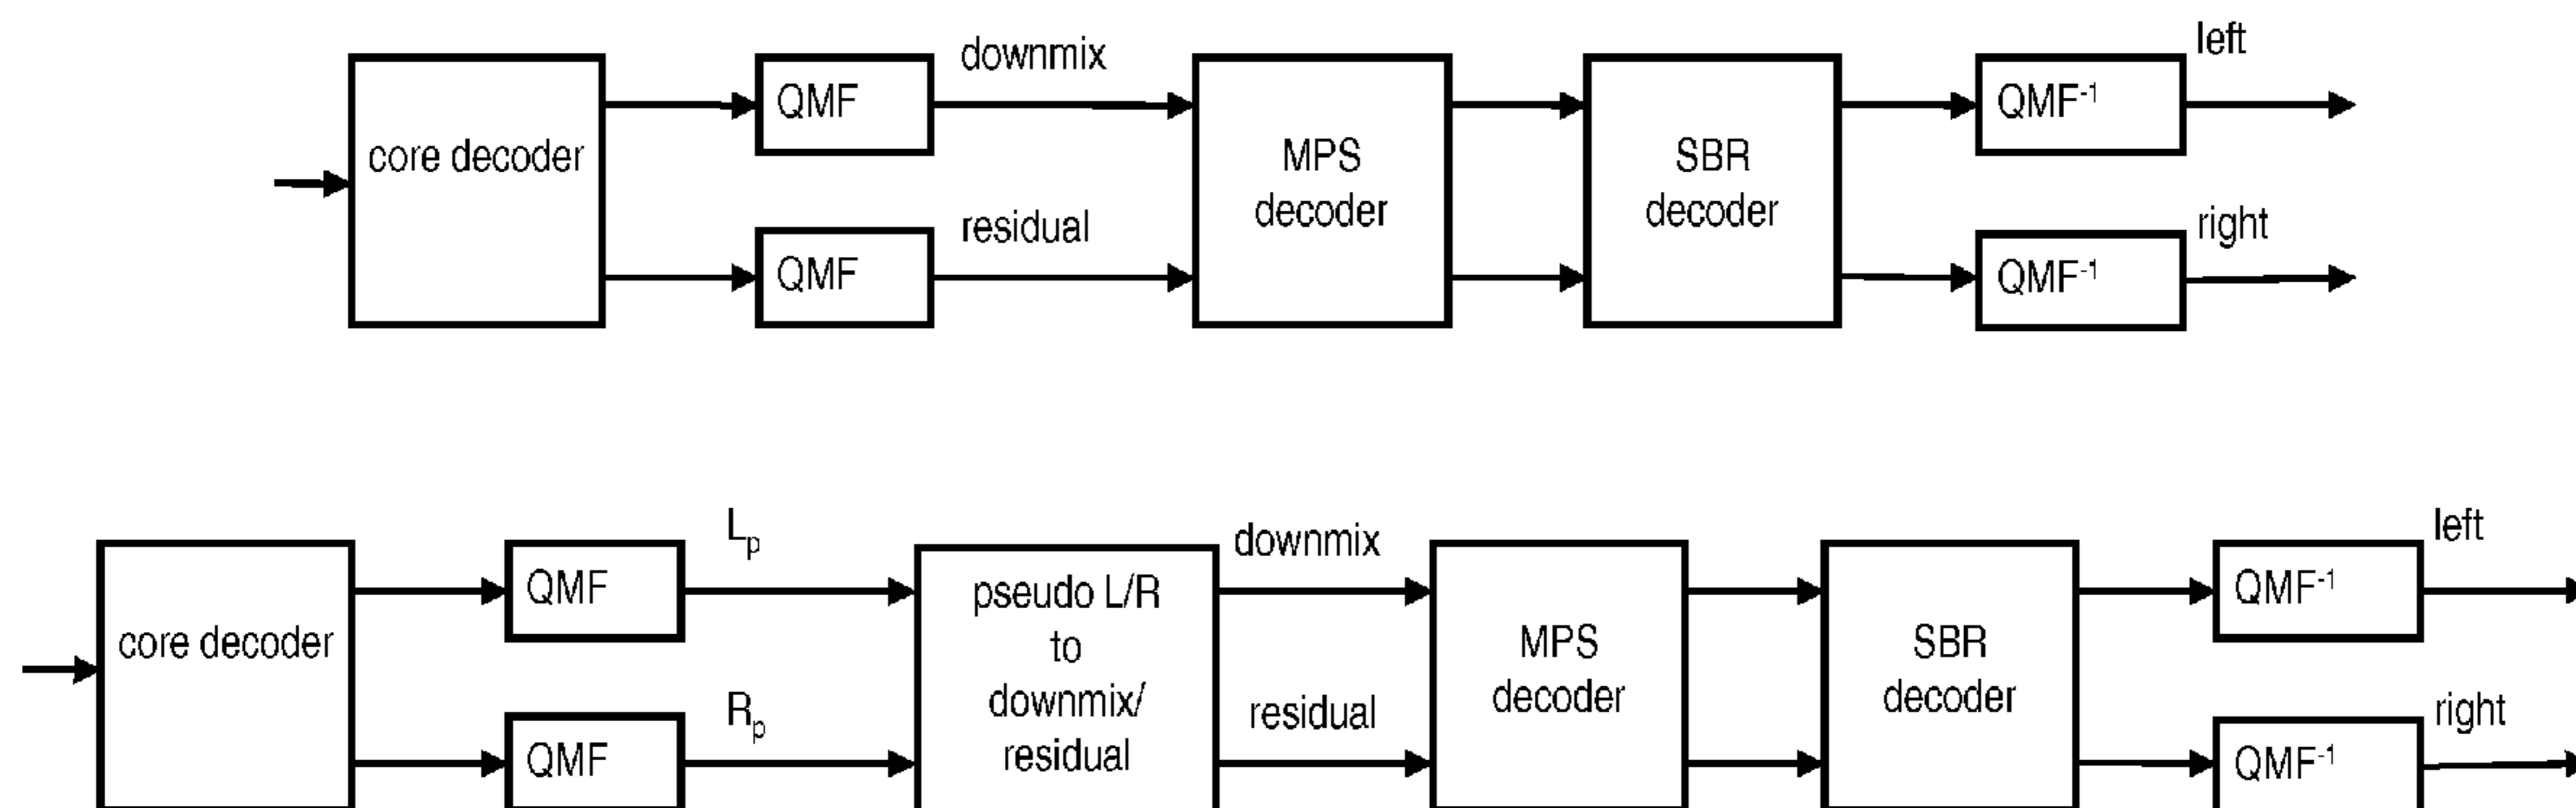 downmix
left
QMF
QMF⁻¹
core decoder
MPS
decoder
SBR
decoder
residual
right
QMF
QMF⁻¹
Lp
downmix
left
QMF
pseudo L/R
to
downmix/
residual
QMF⁻¹
core decoder
MPS
decoder
SBR
decoder
Rp
residual
right
QMF
QMF⁻¹